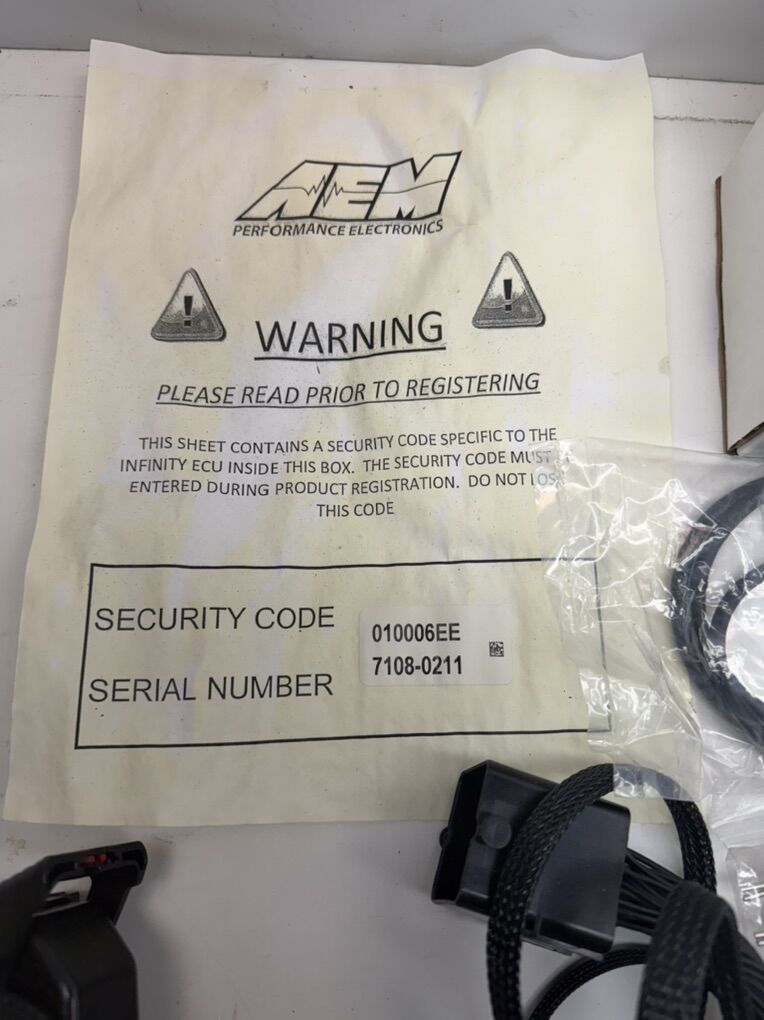 AEM
PERFORMANCE ELECTRONICS
WARNING
PLEASE READ PRIOR TO REGISTERING
THIS SHEET CONTAINS A SECURITY CODE SPECIFIC TO THE
INFINITY ECU INSIDE THIS BOX. THE SECURITY CODE MUST
ENTERED DURING PRODUCT REGISTRATION. DO NOT LOS
THIS CODE
SECURITY CODE
010006EE
SERIAL NUMBER
7108-0211